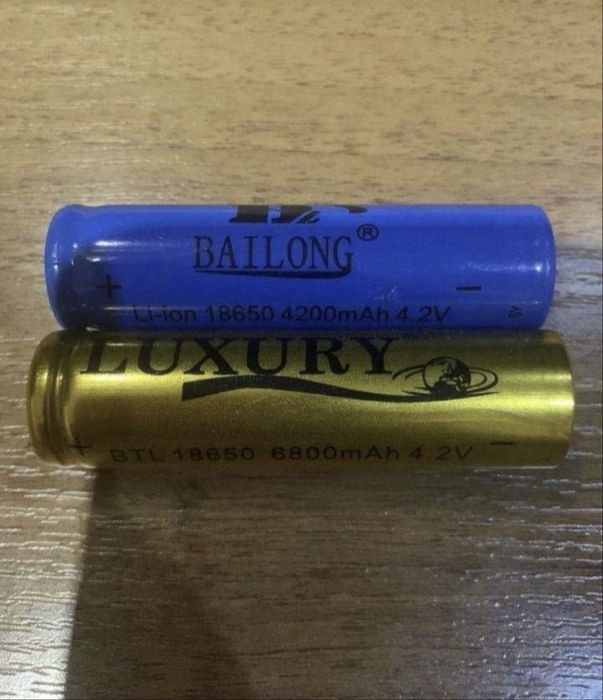 BAILONG®
+ −
Li-ion 18650 4200mAh 4.2V
LUXURY
+ −
BTL 18650 6800mAh 4.2V